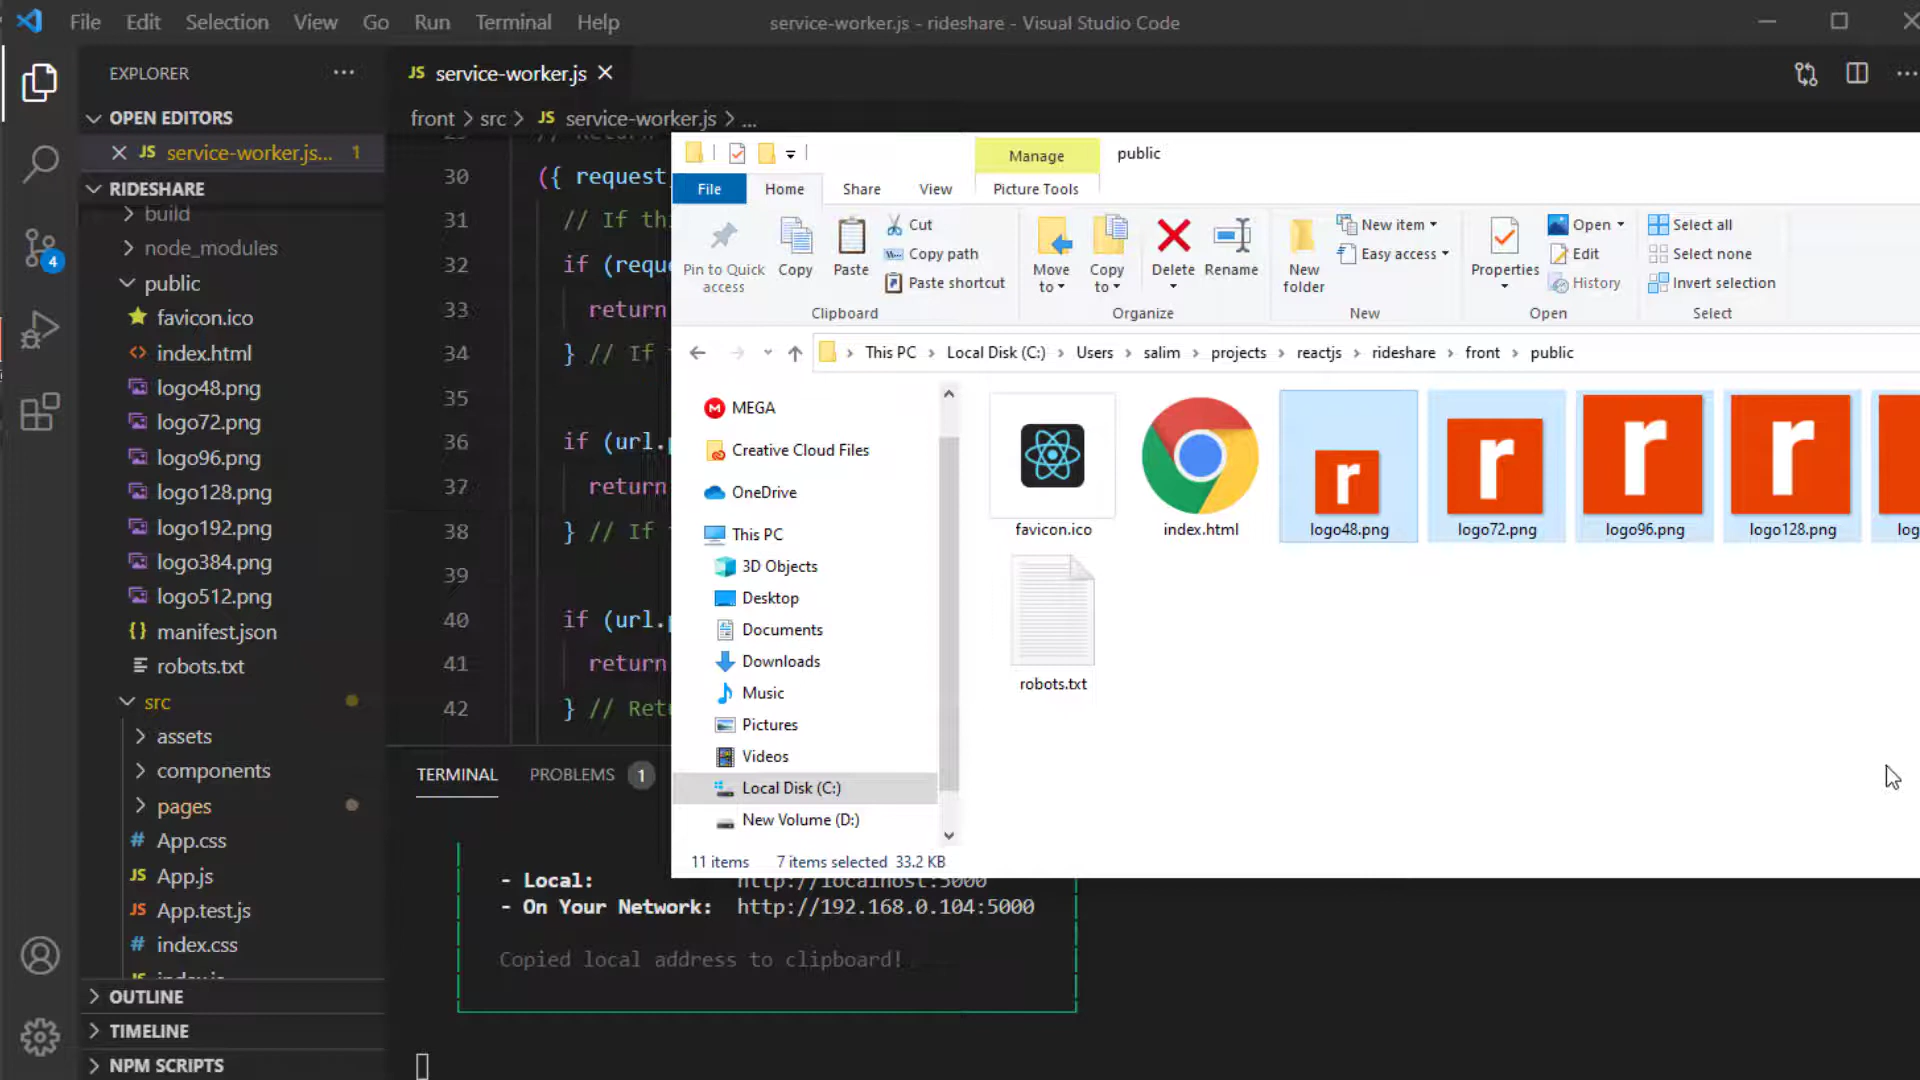 File Edit Selection View Go Run Terminal Help
service-worker.js - rideshare - Visual Studio Code
EXPLORER
OPEN EDITORS
JS service-worker.js... 1
RIDESHARE
build
node_modules
public
favicon.ico
index.html
logo48.png
logo72.png
logo96.png
logo128.png
logo192.png
logo384.png
logo512.png
{} manifest.json
robots.txt
src
assets
components
pages
# App.css
JS App.js
JS App.test.js
# index.css
OUTLINE
TIMELINE
NPM SCRIPTS
4
JS service-worker.js
front > src > JS service-worker.js > ...
30 ({ request
31 // If thi
32 if (requ
33 return
34 } // If
35
36 if (url.
37 return
38 } // If
39
40 if (url.
41 return
42 } // Ret
TERMINAL PROBLEMS 1
- Local: http://localhost:5000
- On Your Network: http://192.168.0.104:5000
Copied local address to clipboard!
Manage public
File Home Share View Picture Tools
Pin to Quick access
Copy
Paste
Cut
Copy path
Paste shortcut
Clipboard
Move to
Copy to
Delete
Rename
Organize
New folder
New item
Easy access
New
Properties
Open
Edit
History
Open
Select all
Select none
Invert selection
Select
This PC > Local Disk (C:) > Users > salim > projects > reactjs > rideshare > front > public
MEGA
Creative Cloud Files
OneDrive
This PC
3D Objects
Desktop
Documents
Downloads
Music
Pictures
Videos
Local Disk (C:)
New Volume (D:)
r r r r
favicon.ico index.html logo48.png logo72.png logo96.png logo128.png
robots.txt
11 items 7 items selected 33.2 KB